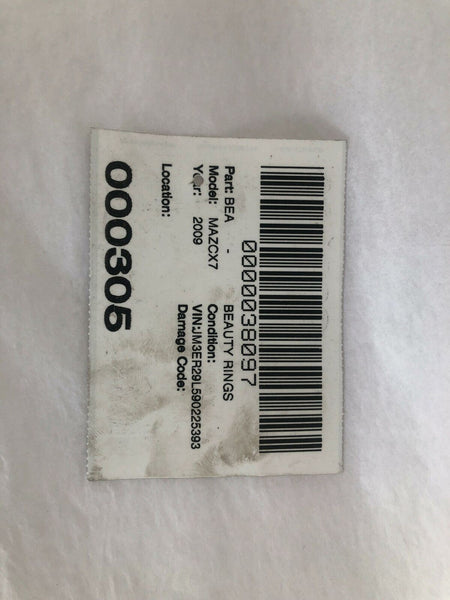 0000038097
Part: BEA - BEAUTY RINGS
Model: MAZCX7 Condition:
Year: 2009 VIN:JM3ER29L590225393
Damage Code:
Location:
000305